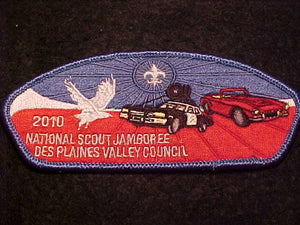 2010
NATIONAL SCOUT JAMBOREE
DES PLAINES VALLEY COUNCIL